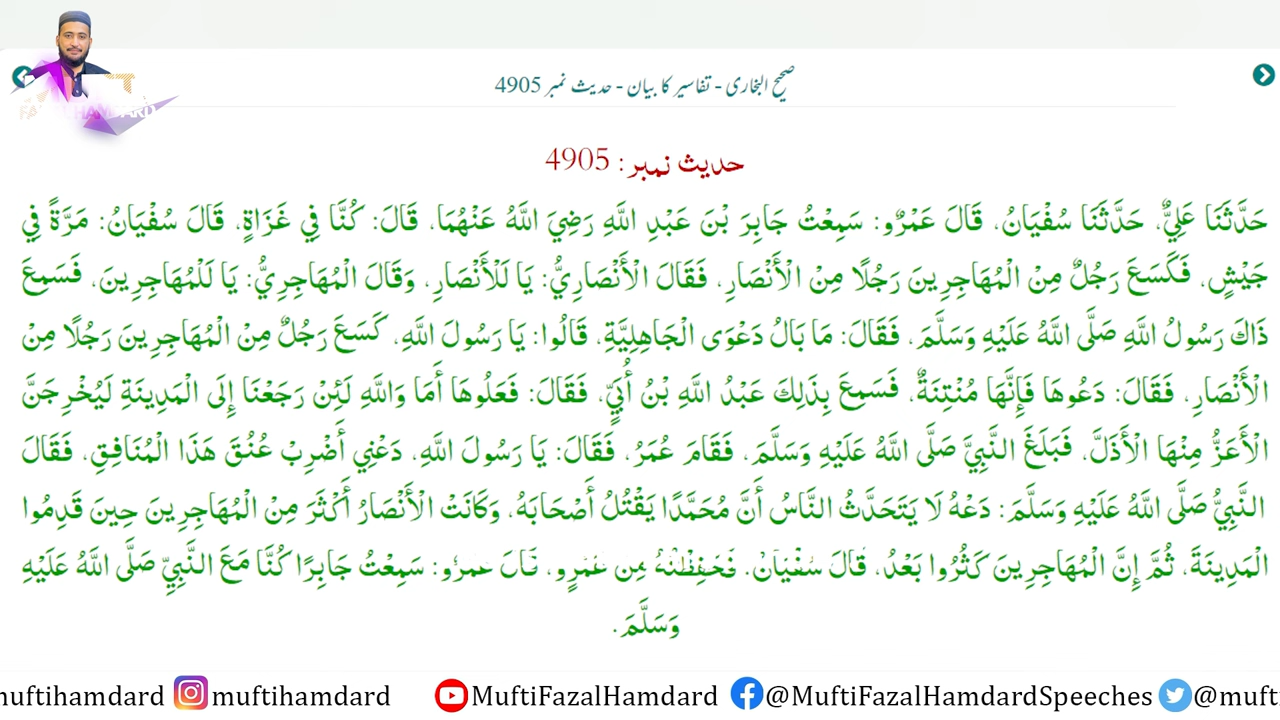 صحیح البخاری - تفاسیر کا بیان - حدیث نمبر 4905
FAZAL HAMDARD
حدیث نمبر: 4905
حَدَّثَنَا عَلِيٌّ، حَدَّثَنَا سُفْيَانُ، قَالَ عَمْرٌو: سَمِعْتُ جَابِرَ بْنَ عَبْدِ اللَّهِ رَضِيَ اللَّهُ عَنْهُمَا، قَالَ: كُنَّا فِي غَزَاةٍ، قَالَ سُفْيَانُ: مَرَّةً فِي
جَيْشٍ، فَكَسَعَ رَجُلٌ مِنْ الْمُهَاجِرِينَ رَجُلًا مِنْ الْأَنْصَارِ، فَقَالَ الْأَنْصَارِيُّ: يَا لَلْأَنْصَارِ، وَقَالَ الْمُهَاجِرِيُّ: يَا لَلْمُهَاجِرِينَ، فَسَمِعَ
ذَاكَ رَسُولُ اللَّهِ صَلَّى اللَّهُ عَلَيْهِ وَسَلَّمَ، فَقَالَ: مَا بَالُ دَعْوَى الْجَاهِلِيَّةِ، قَالُوا: يَا رَسُولَ اللَّهِ، كَسَعَ رَجُلٌ مِنْ الْمُهَاجِرِينَ رَجُلًا مِنْ
الْأَنْصَارِ، فَقَالَ: دَعُوهَا فَإِنَّهَا مُنْتِنَةٌ، فَسَمِعَ بِذَلِكَ عَبْدُ اللَّهِ بْنُ أُبَيٍّ، فَقَالَ: فَعَلُوهَا أَمَا وَاللَّهِ لَئِنْ رَجَعْنَا إِلَى الْمَدِينَةِ لَيُخْرِجَنَّ
الْأَعَزُّ مِنْهَا الْأَذَلَّ، فَبَلَغَ النَّبِيَّ صَلَّى اللَّهُ عَلَيْهِ وَسَلَّمَ، فَقَامَ عُمَرُ، فَقَالَ: يَا رَسُولَ اللَّهِ، دَعْنِي أَضْرِبْ عُنُقَ هَذَا الْمُنَافِقِ، فَقَالَ
النَّبِيُّ صَلَّى اللَّهُ عَلَيْهِ وَسَلَّمَ: دَعْهُ لَا يَتَحَدَّثُ النَّاسُ أَنَّ مُحَمَّدًا يَقْتُلُ أَصْحَابَهُ، وَكَانَتْ الْأَنْصَارُ أَكْثَرَ مِنْ الْمُهَاجِرِينَ حِينَ قَدِمُوا
الْمَدِينَةَ، ثُمَّ إِنَّ الْمُهَاجِرِينَ كَثُرُوا بَعْدُ، قَالَ سُفْيَانُ: فَحَفِظْتُهُ مِنْ عَمْرٍو، قَالَ عَمْرٌو: سَمِعْتُ جَابِرًا كُنَّا مَعَ النَّبِيِّ صَلَّى اللَّهُ عَلَيْهِ
وَسَلَّمَ.
muftihamdard muftihamdard MuftiFazalHamdard @MuftiFazalHamdardSpeeches @muft